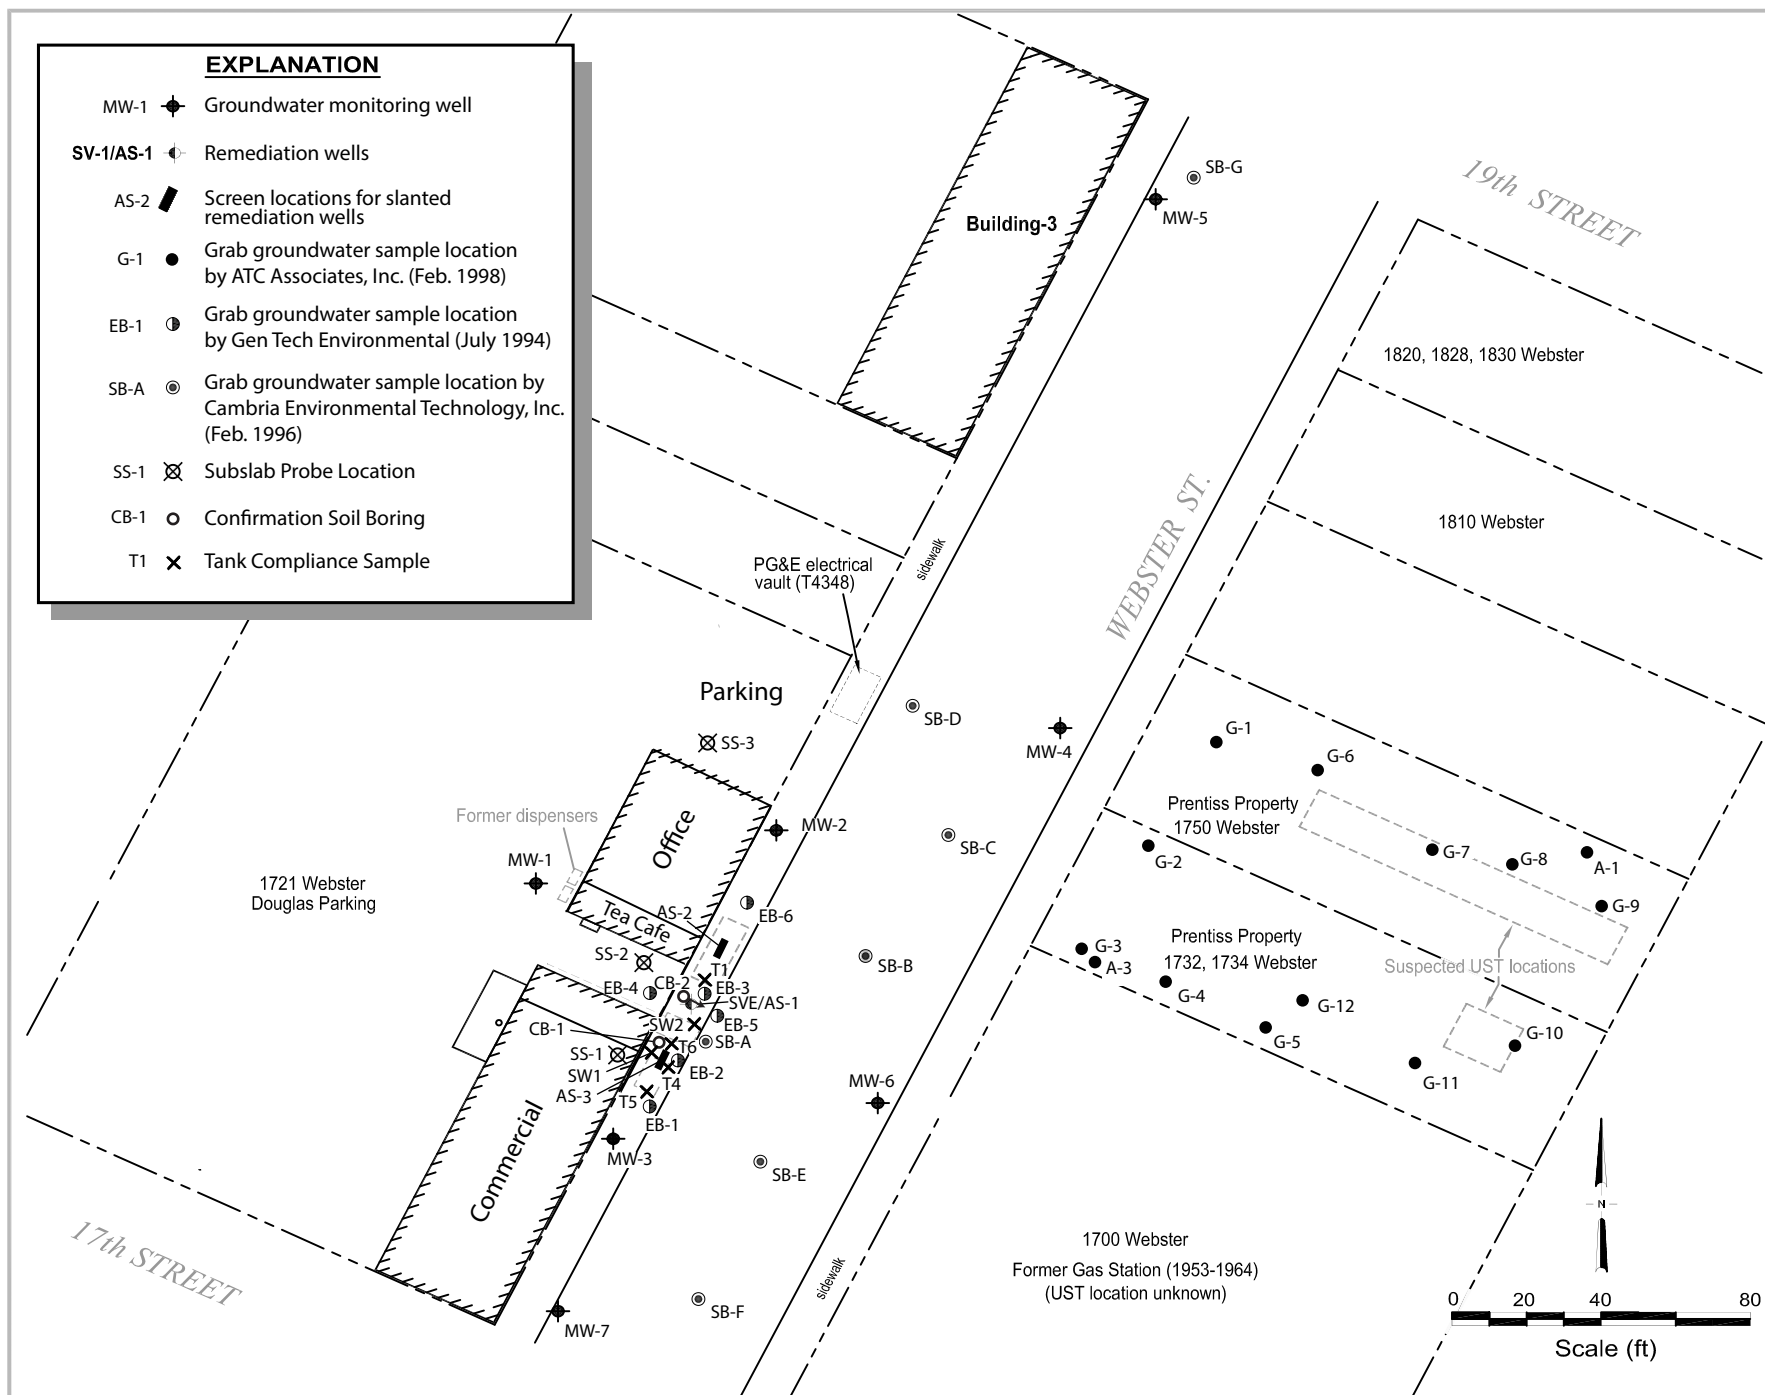 EXPLANATION
MW-1 Groundwater monitoring well
SV-1/AS-1 Remediation wells
AS-2 Screen locations for slanted
remediation wells
G-1 Grab groundwater sample location
by ATC Associates, Inc. (Feb. 1998)
EB-1 Grab groundwater sample location
by Gen Tech Environmental (July 1994)
SB-A Grab groundwater sample location by
Cambria Environmental Technology, Inc.
(Feb. 1996)
SS-1 Subslab Probe Location
CB-1 Confirmation Soil Boring
T1 Tank Compliance Sample
SB-G
MW-5
Building-3
19th STREET
1820, 1828, 1830 Webster
1810 Webster
WEBSTER ST.
sidewalk
PG&E electrical
vault (T4348)
Parking
SS-3
SB-D
MW-4
G-1
G-6
Prentiss Property
1750 Webster
G-2
G-7
G-8
A-1
G-9
Former dispensers
Office
MW-2
SB-C
MW-1
1721 Webster
Douglas Parking
Tea Cafe
AS-2
EB-6
SB-B
G-3
A-3
Prentiss Property
1732, 1734 Webster
G-4
Suspected UST locations
G-12
G-5
G-10
G-11
SS-2
T1
EB-4
CB-2
EB-3
SVE/AS-1
SW2
EB-5
CB-1
SB-A
SS-1
T6
SW1
EB-2
T4
AS-3
T5
EB-1
MW-6
MW-3
SB-E
Commercial
17th STREET
1700 Webster
Former Gas Station (1953-1964)
(UST location unknown)
sidewalk
SB-F
MW-7
N
0 20 40 80
Scale (ft)